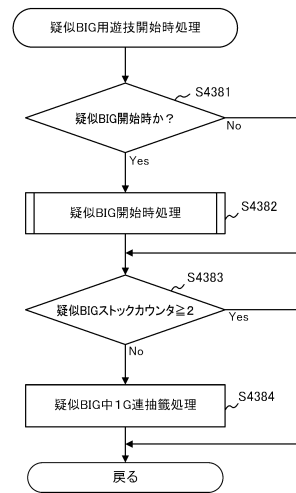 疑似BIG用遊技開始時処理
S4381
疑似BIG開始時か？
No
Yes
疑似BIG開始時処理
S4382
S4383
疑似BIGストックカウンタ≧2
Yes
No
疑似BIG中１G連抽籤処理
S4384
戻る